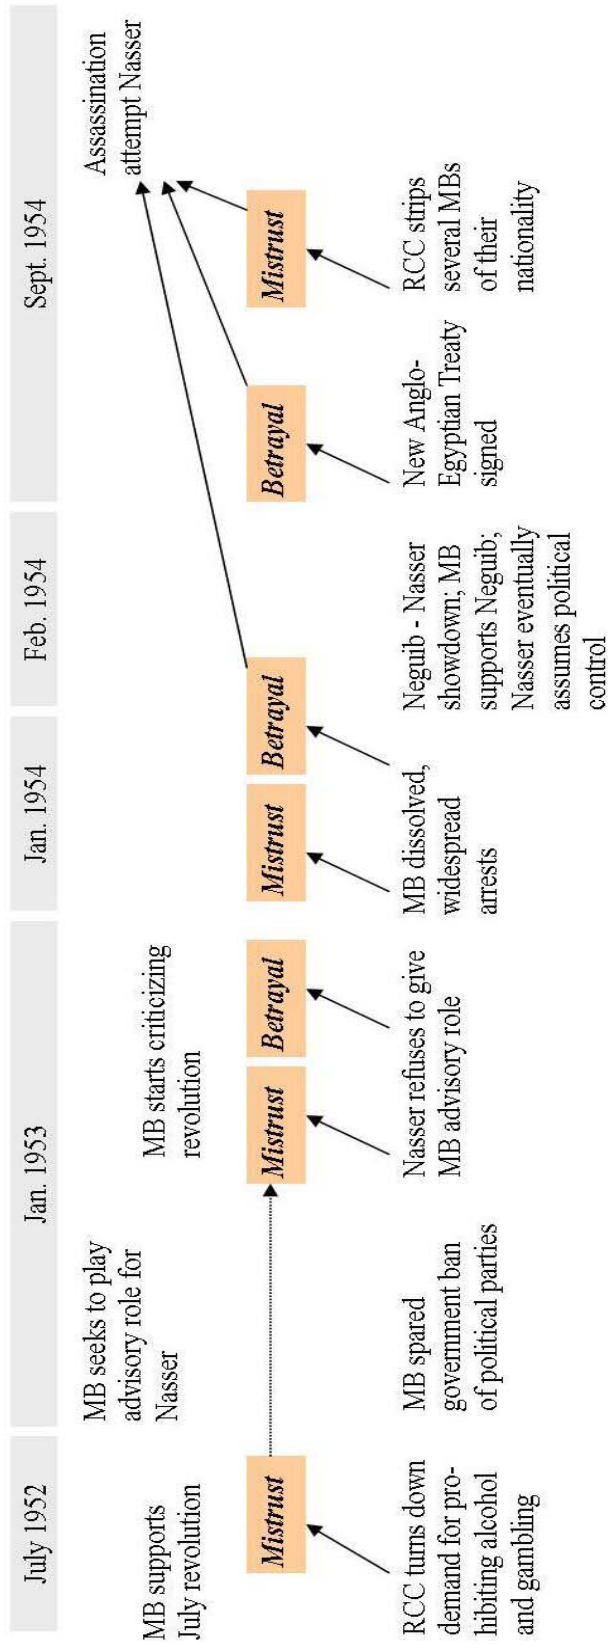 July 1952
Jan. 1953
Jan. 1954
Feb. 1954
Sept. 1954
MB supports
July revolution
MB seeks to play
advisory role for
Nasser
MB starts criticizing
revolution
Assassination
attempt Nasser
Mistrust
Mistrust
Betrayal
Mistrust
Betrayal
Betrayal
Mistrust
RCC turns down
demand for pro-
hibiting alcohol
and gambling
MB spared
government ban
of political parties
Nasser refuses to give
MB advisory role
MB dissolved,
widespread
arrests
Neguib - Nasser
showdown; MB
supports Neguib;
Nasser eventually
assumes political
control
New Anglo-
Egyptian Treaty
signed
RCC strips
several MBs
of their
nationality